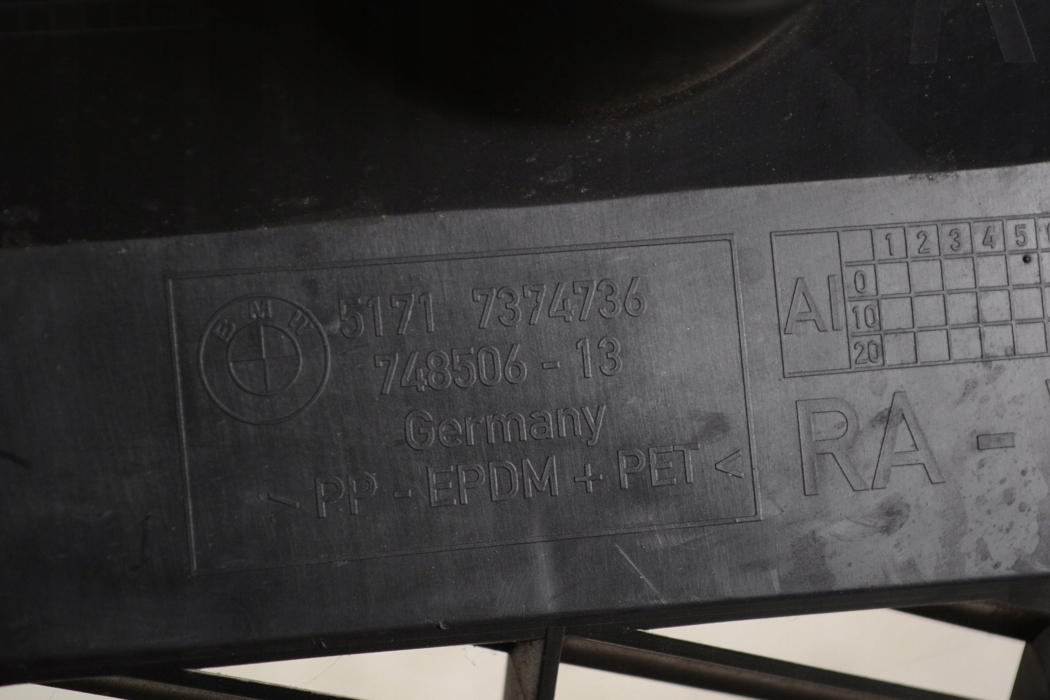 BMW
5171 7374736
748506 - 13
Germany
> PP - EPDM + PET <
1 2 3 4 5
AI
0
10
20
RA -